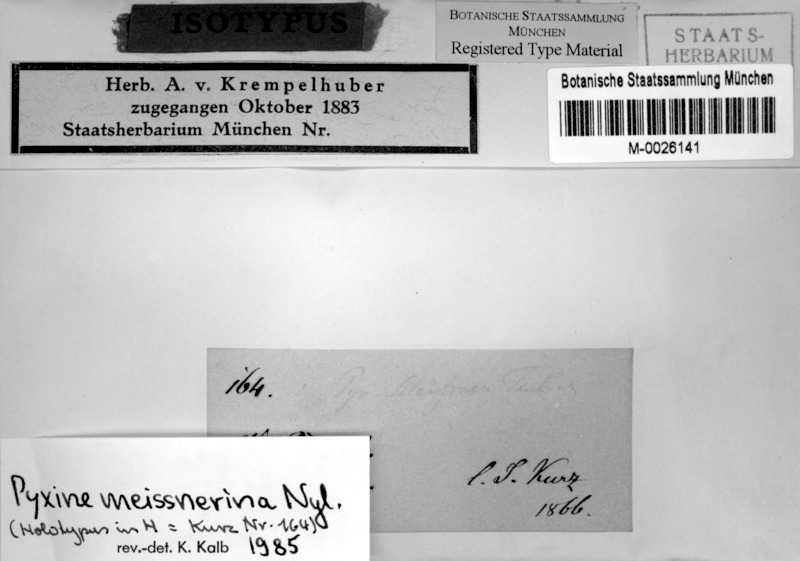 ISOTYPUS
BOTANISCHE STAATSSAMMLUNG
MÜNCHEN
Registered Type Material
STAATS-
HERBARIUM
Herb. A. v. Krempelhuber
zugegangen Oktober 1883
Staatsherbarium München Nr.
Botanische Staatssammlung München
M-0026141
164.
Pyx
l. S. Kurz
1866.
Pyxine meissnerina Nyl.
(Holotypus in H = Kurz Nr. 164)
rev.-det. K. Kalb 1985